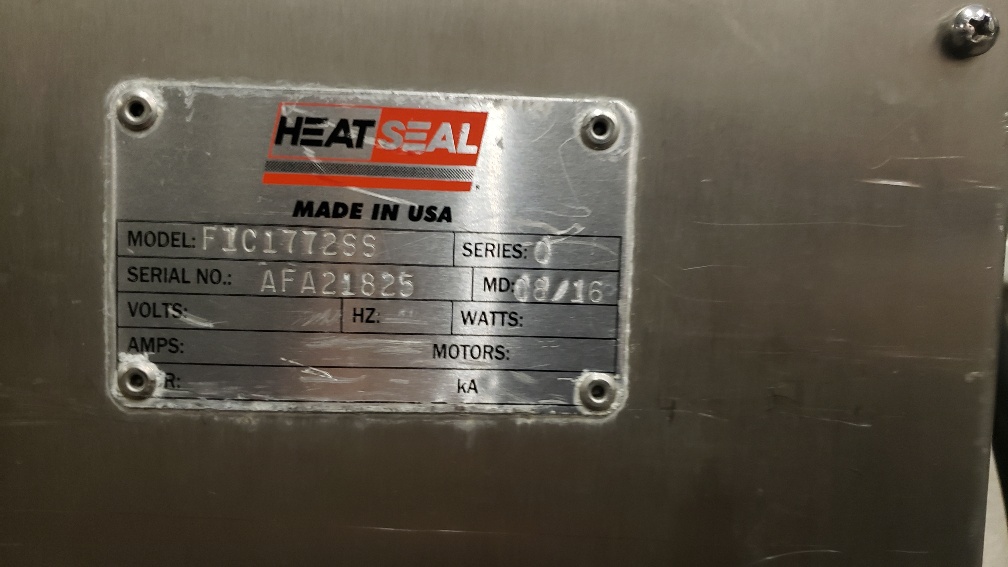 HEAT SEAL
MADE IN USA
MODEL: FIC1772SS SERIES: 0
SERIAL NO.: AFA21825 MD: 08/16
VOLTS: HZ: WATTS:
AMPS: MOTORS:
R: kA